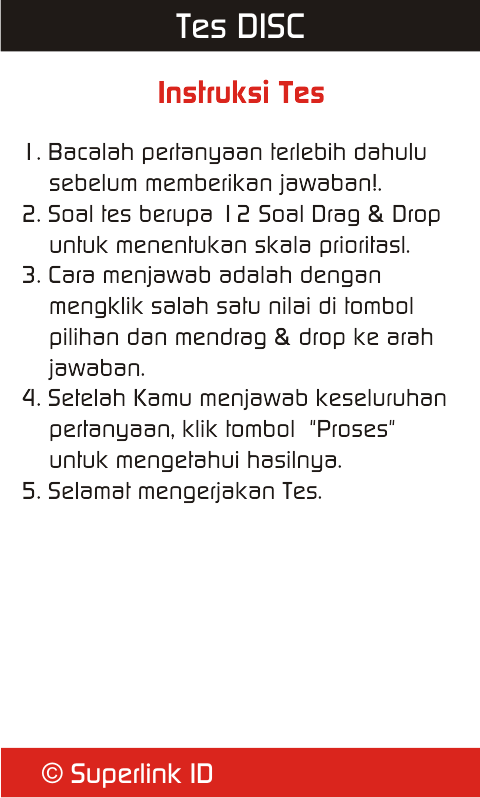 Tes DISC
Instruksi Tes
1. Bacalah pertanyaan terlebih dahulu
sebelum memberikan jawaban!.
2. Soal tes berupa 12 Soal Drag & Drop
untuk menentukan skala prioritasl.
3. Cara menjawab adalah dengan
mengklik salah satu nilai di tombol
pilihan dan mendrag & drop ke arah
jawaban.
4. Setelah Kamu menjawab keseluruhan
pertanyaan, klik tombol "Proses"
untuk mengetahui hasilnya.
5. Selamat mengerjakan Tes.
© Superlink ID